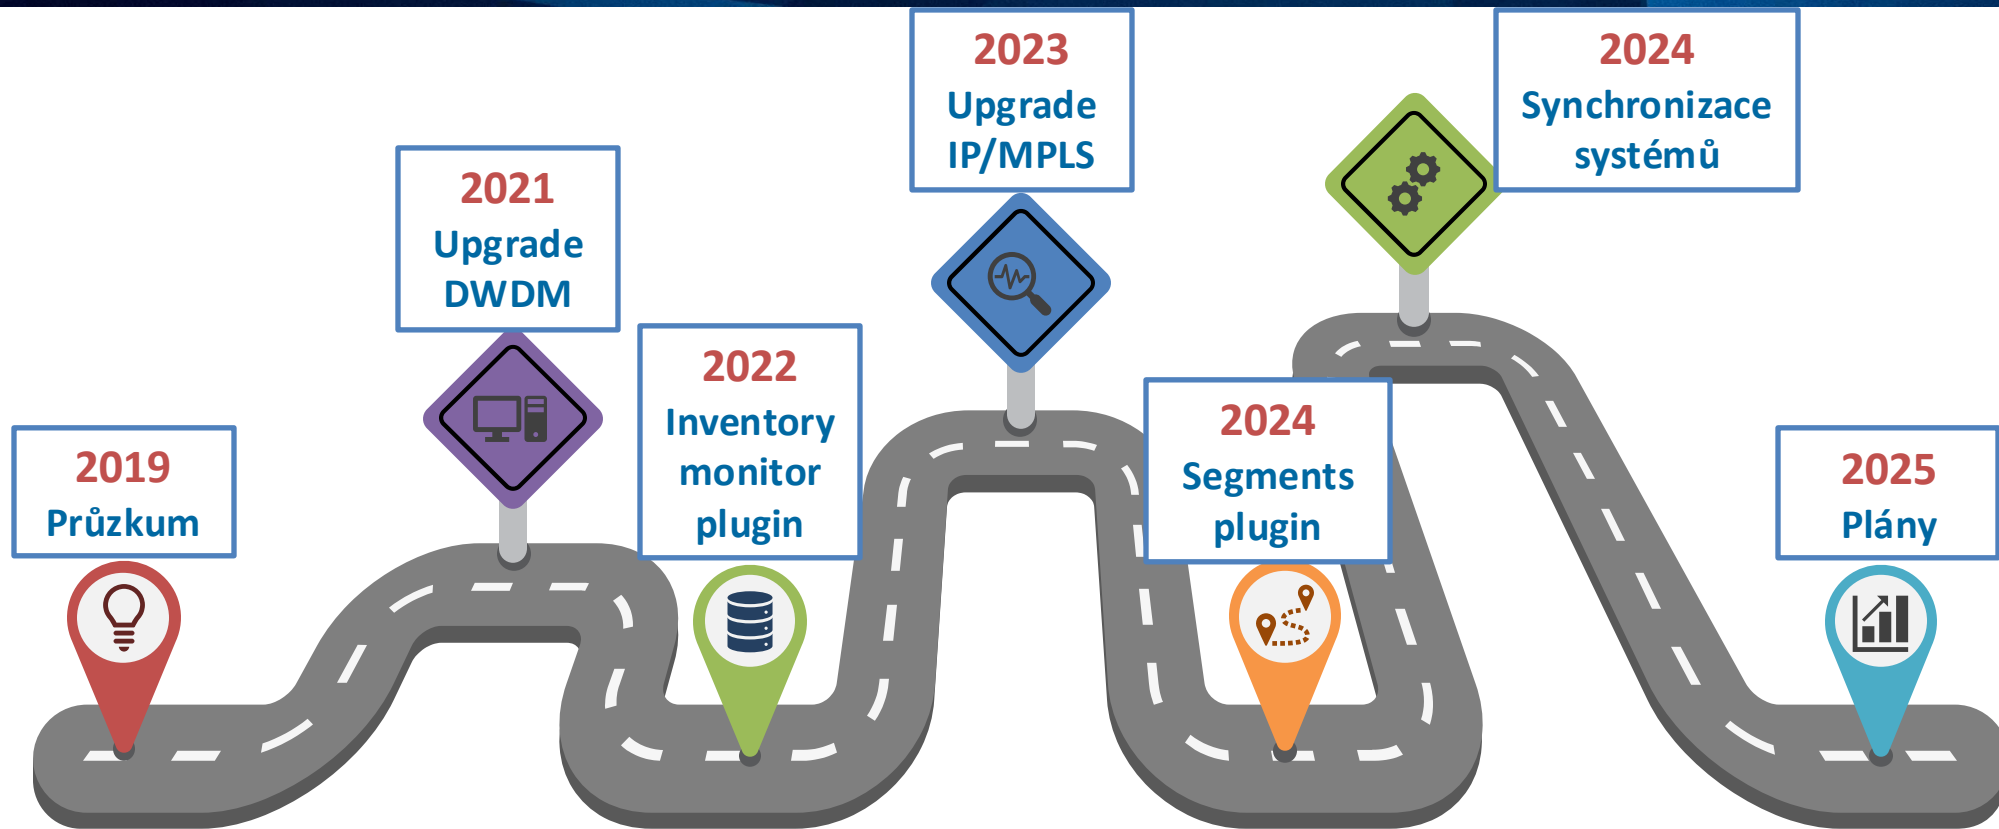 2019
Průzkum
2021
Upgrade
DWDM
2022
Inventory
monitor
plugin
2023
Upgrade
IP/MPLS
2024
Segments
plugin
2024
Synchronizace
systémů
2025
Plány